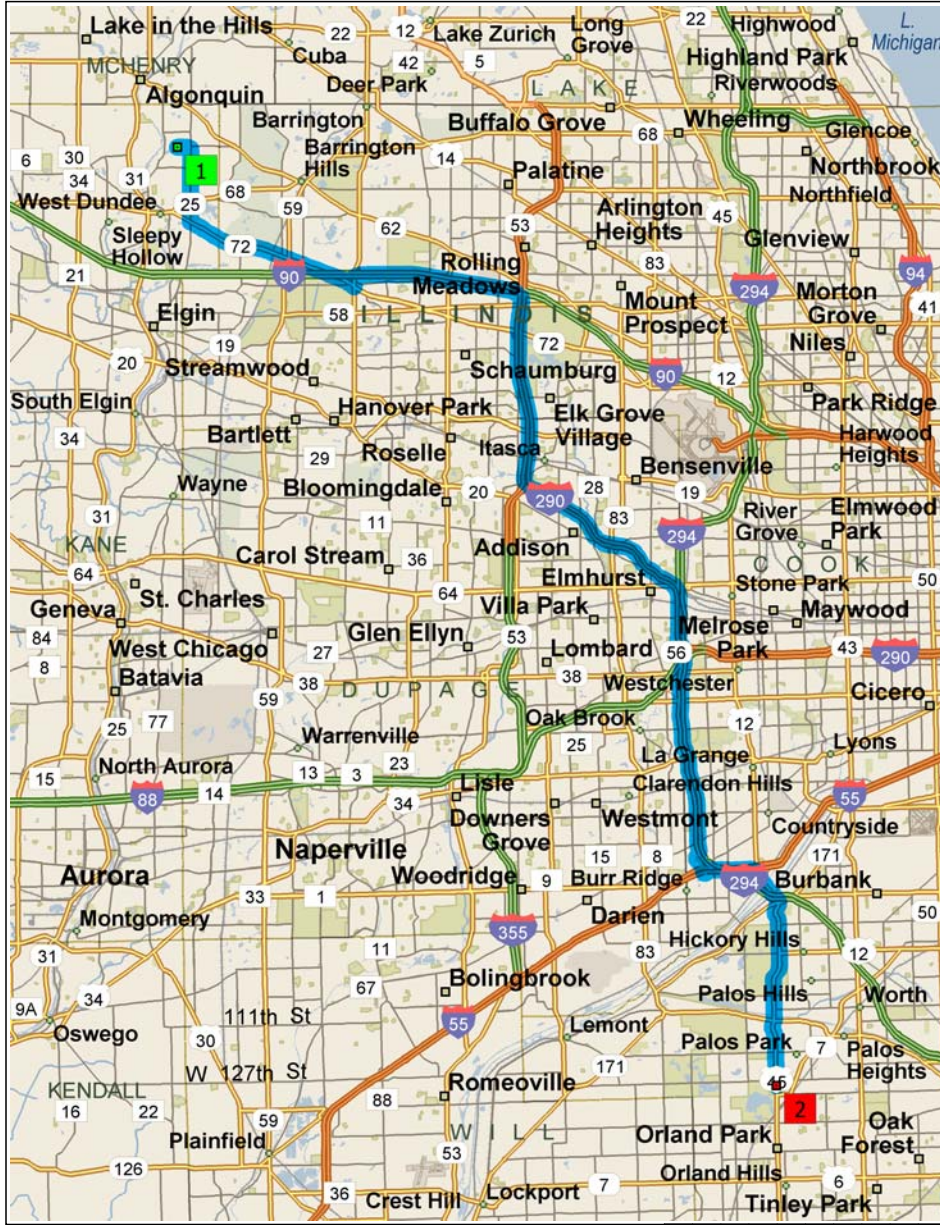 Lake in the Hills
22
12
Lake Zurich
Long
Grove
22
Highwood
L.
Michigan
MCHENRY
Cuba
42
5
Highland Park
Deer Park
LAKE
Riverwoods
Algonquin
Barrington
Buffalo Grove
Wheeling
Glencoe
68
6
30
Barrington
Hills
14
Northbrook
34
31
1
68
Palatine
Northfield
West Dundee
25
59
53
Arlington
Heights
45
Sleepy
Hollow
72
62
Glenview
21
90
Rolling
Meadows
83
294
94
Mount
Prospect
Morton
Grove
41
Elgin
58
ILLINOIS
19
72
Niles
20
Streamwood
Schaumburg
90
12
South Elgin
Hanover Park
Elk Grove
Village
Park Ridge
34
Bartlett
Roselle
Itasca
Harwood
Heights
29
Bensenville
Wayne
Bloomingdale
20
290
28
19
31
11
83
294
River
Grove
Elmwood
Park
KANE
Carol Stream
36
Addison
COOK
64
Elmhurst
Stone Park
50
St. Charles
64
Villa Park
Maywood
Geneva
84
West Chicago
27
Glen Ellyn
53
Lombard
56
Melrose
Park
43
290
8
Batavia
59
38
DUPAGE
38
Westchester
Cicero
25
77
Oak Brook
12
Warrenville
25
La Grange
Lyons
15
North Aurora
13
3
23
Lisle
Clarendon Hills
88
14
34
55
Downers
Grove
Westmont
Countryside
Naperville
171
Aurora
15
8
Woodridge
9
Burr Ridge
294
Burbank
33
1
Darien
50
Montgomery
355
Hickory Hills
31
11
83
12
34
67
Bolingbrook
Palos Hills
9A
111th St
55
Worth
Oswego
Lemont
30
Palos Park
7
Palos
Heights
W 127th St
171
KENDALL
Romeoville
45
16
22
88
2
59
Oak
Forest
Plainfield
WILL
Orland Park
53
126
Orland Hills
6
36
Crest Hill
Lockport
7
Tinley Park